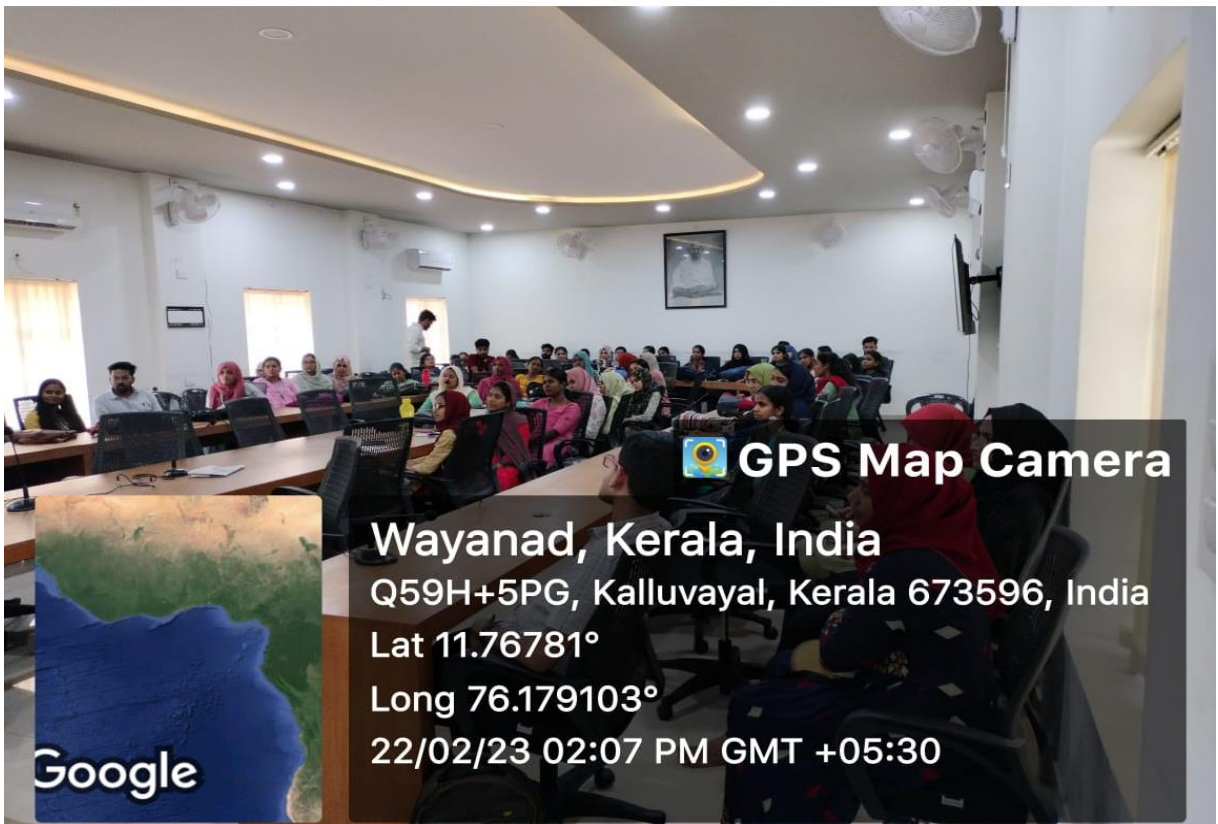 GPS Map Camera
Wayanad, Kerala, India
Q59H+5PG, Kalluvayal, Kerala 673596, India
Lat 11.76781°
Long 76.179103°
22/02/23 02:07 PM GMT +05:30
Google